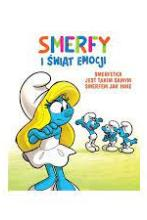 SMERFY
I ŚWIAT EMOCJI
SMERFETKA
JEST TAKIM SAMYM
SMERFEM JAK INNE